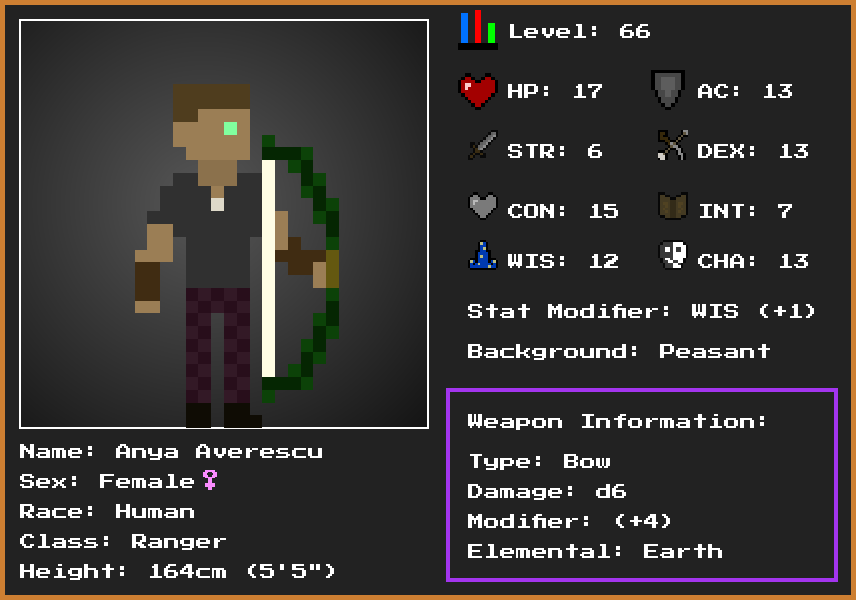 Level: 66
HP: 17
AC: 13
STR: 6
DEX: 13
CON: 15
INT: 7
WIS: 12
CHA: 13
Stat Modifier: WIS (+1)
Background: Peasant
Weapon Information:
Type: Bow
Damage: d6
Modifier: (+4)
Elemental: Earth
Name: Anya Averescu
Sex: Female♀
Race: Human
Class: Ranger
Height: 164cm (5'5")